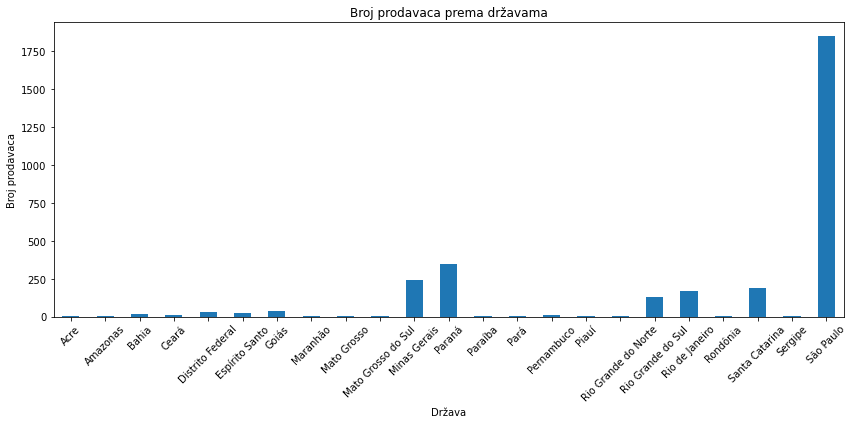 Broj prodavaca prema državama
Broj prodavaca
1750
1500
1250
1000
750
500
250
0
Acre
Amazonas
Bahia
Ceará
Distrito Federal
Espírito Santo
Goiás
Maranhão
Mato Grosso
Mato Grosso do Sul
Minas Gerais
Paraná
Paraíba
Pará
Pernambuco
Piauí
Rio Grande do Norte
Rio Grande do Sul
Rio de Janeiro
Rondônia
Santa Catarina
Sergipe
São Paulo
Država